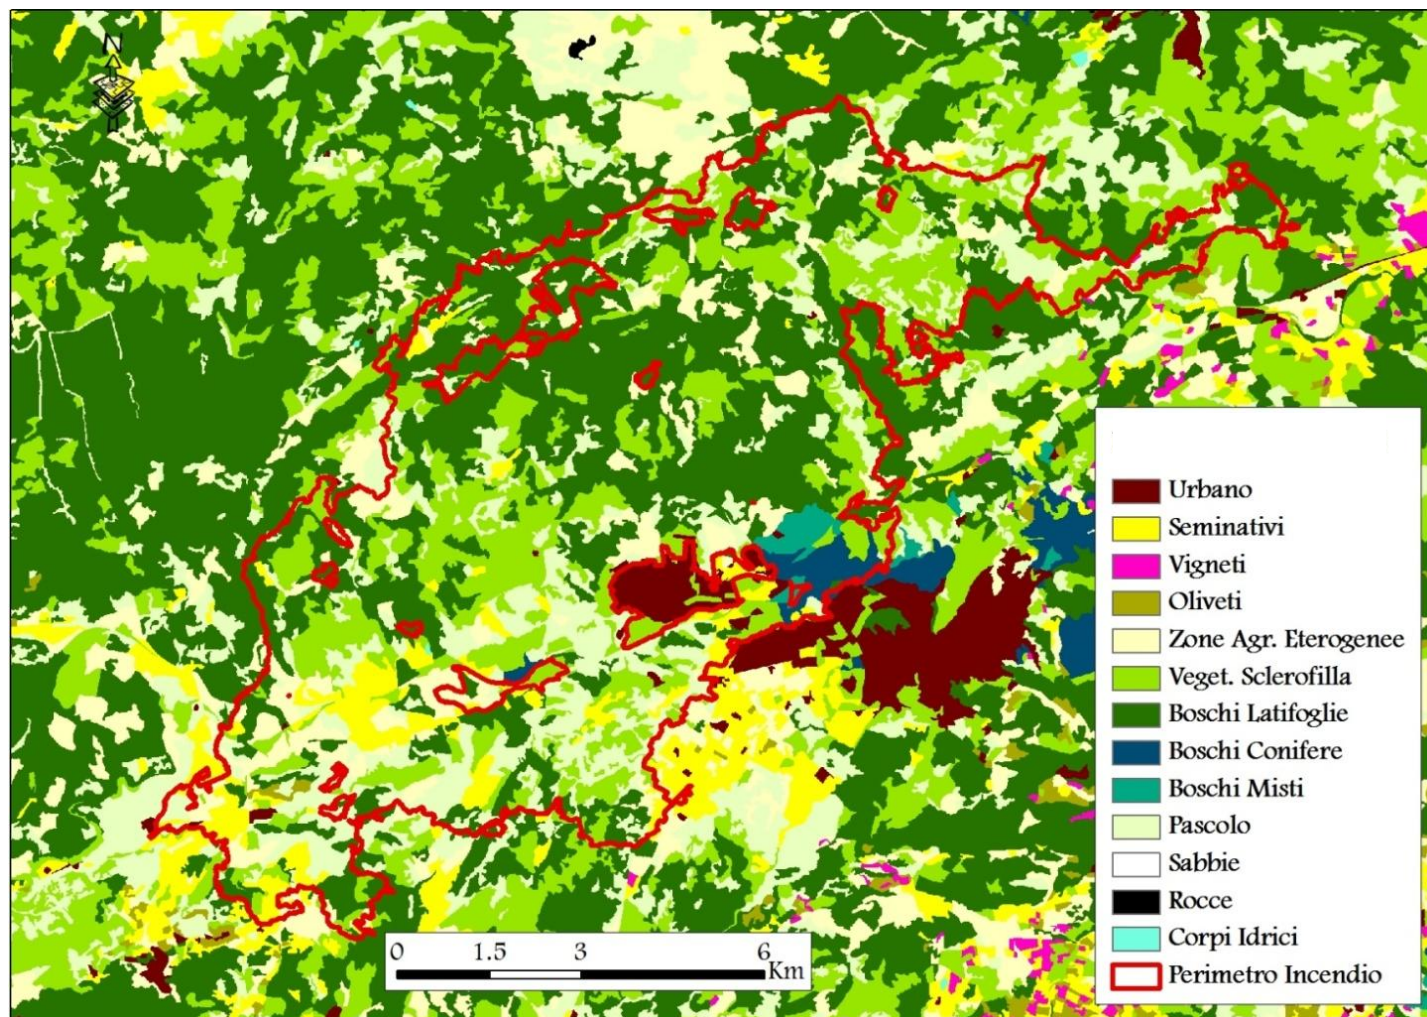 N
Urbano
Seminativi
Vigneti
Oliveti
Zone Agr. Eterogenee
Veget. Sclerofilla
Boschi Latifoglie
Boschi Conifere
Boschi Misti
Pascolo
Sabbie
Rocce
Corpi Idrici
Perimetro Incendio
0 1.5 3 6
Km